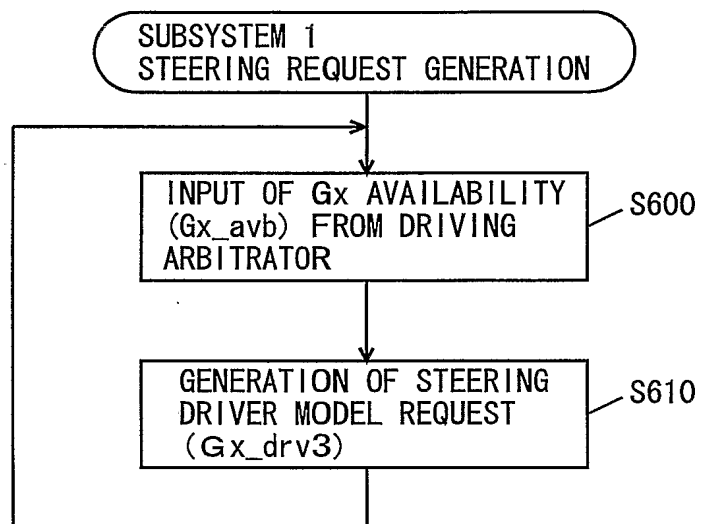 SUBSYSTEM 1
STEERING REQUEST GENERATION
INPUT OF Gx AVAILABILITY
(Gx_avb) FROM DRIVING
ARBITRATOR
S600
GENERATION OF STEERING
DRIVER MODEL REQUEST
(Gx_drv3)
S610